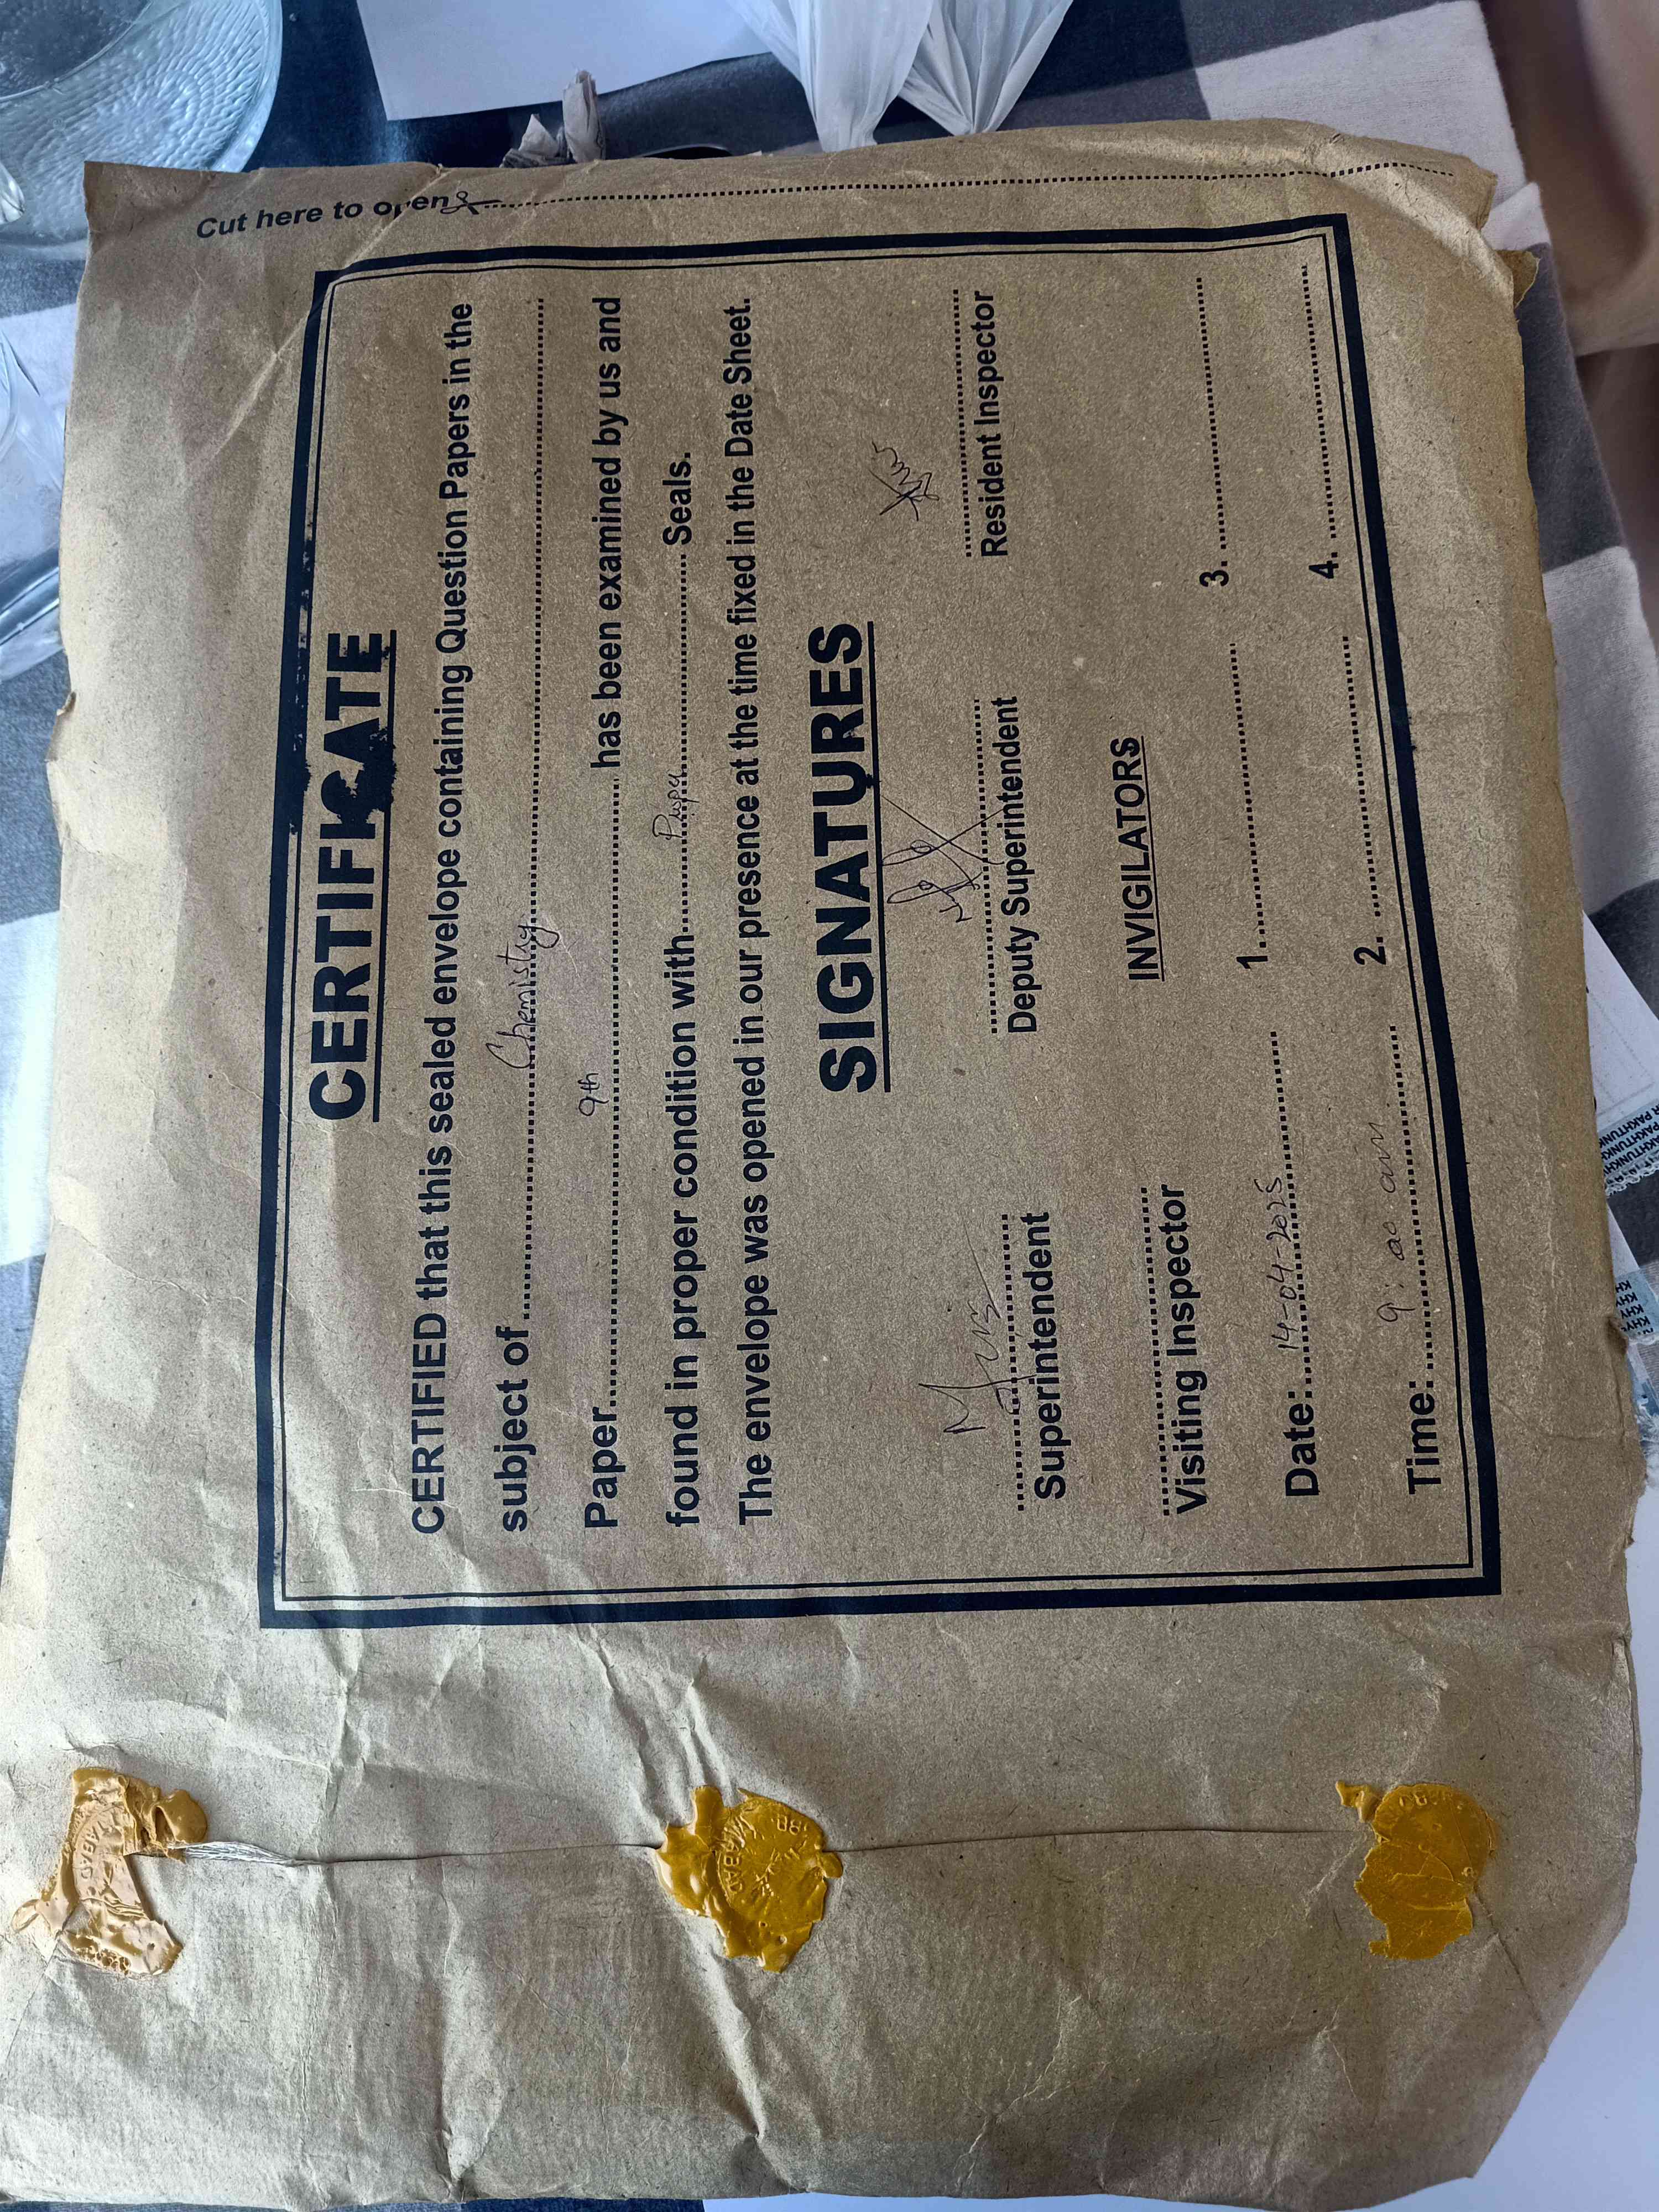 Cut here to open
CERTIFICATE
CERTIFIED that this sealed envelope containing Question Papers in the
subject of Chemistry
Paper 9th has been examined by us and
found in proper condition with Proper Seals.
The envelope was opened in our presence at the time fixed in the Date Sheet.
SIGNATURES
Superintendent Deputy Superintendent Resident Inspector
INVIGILATORS
Visiting Inspector
1. 3.
Date: 14-04-2025
2. 4.
Time: 9:00 am